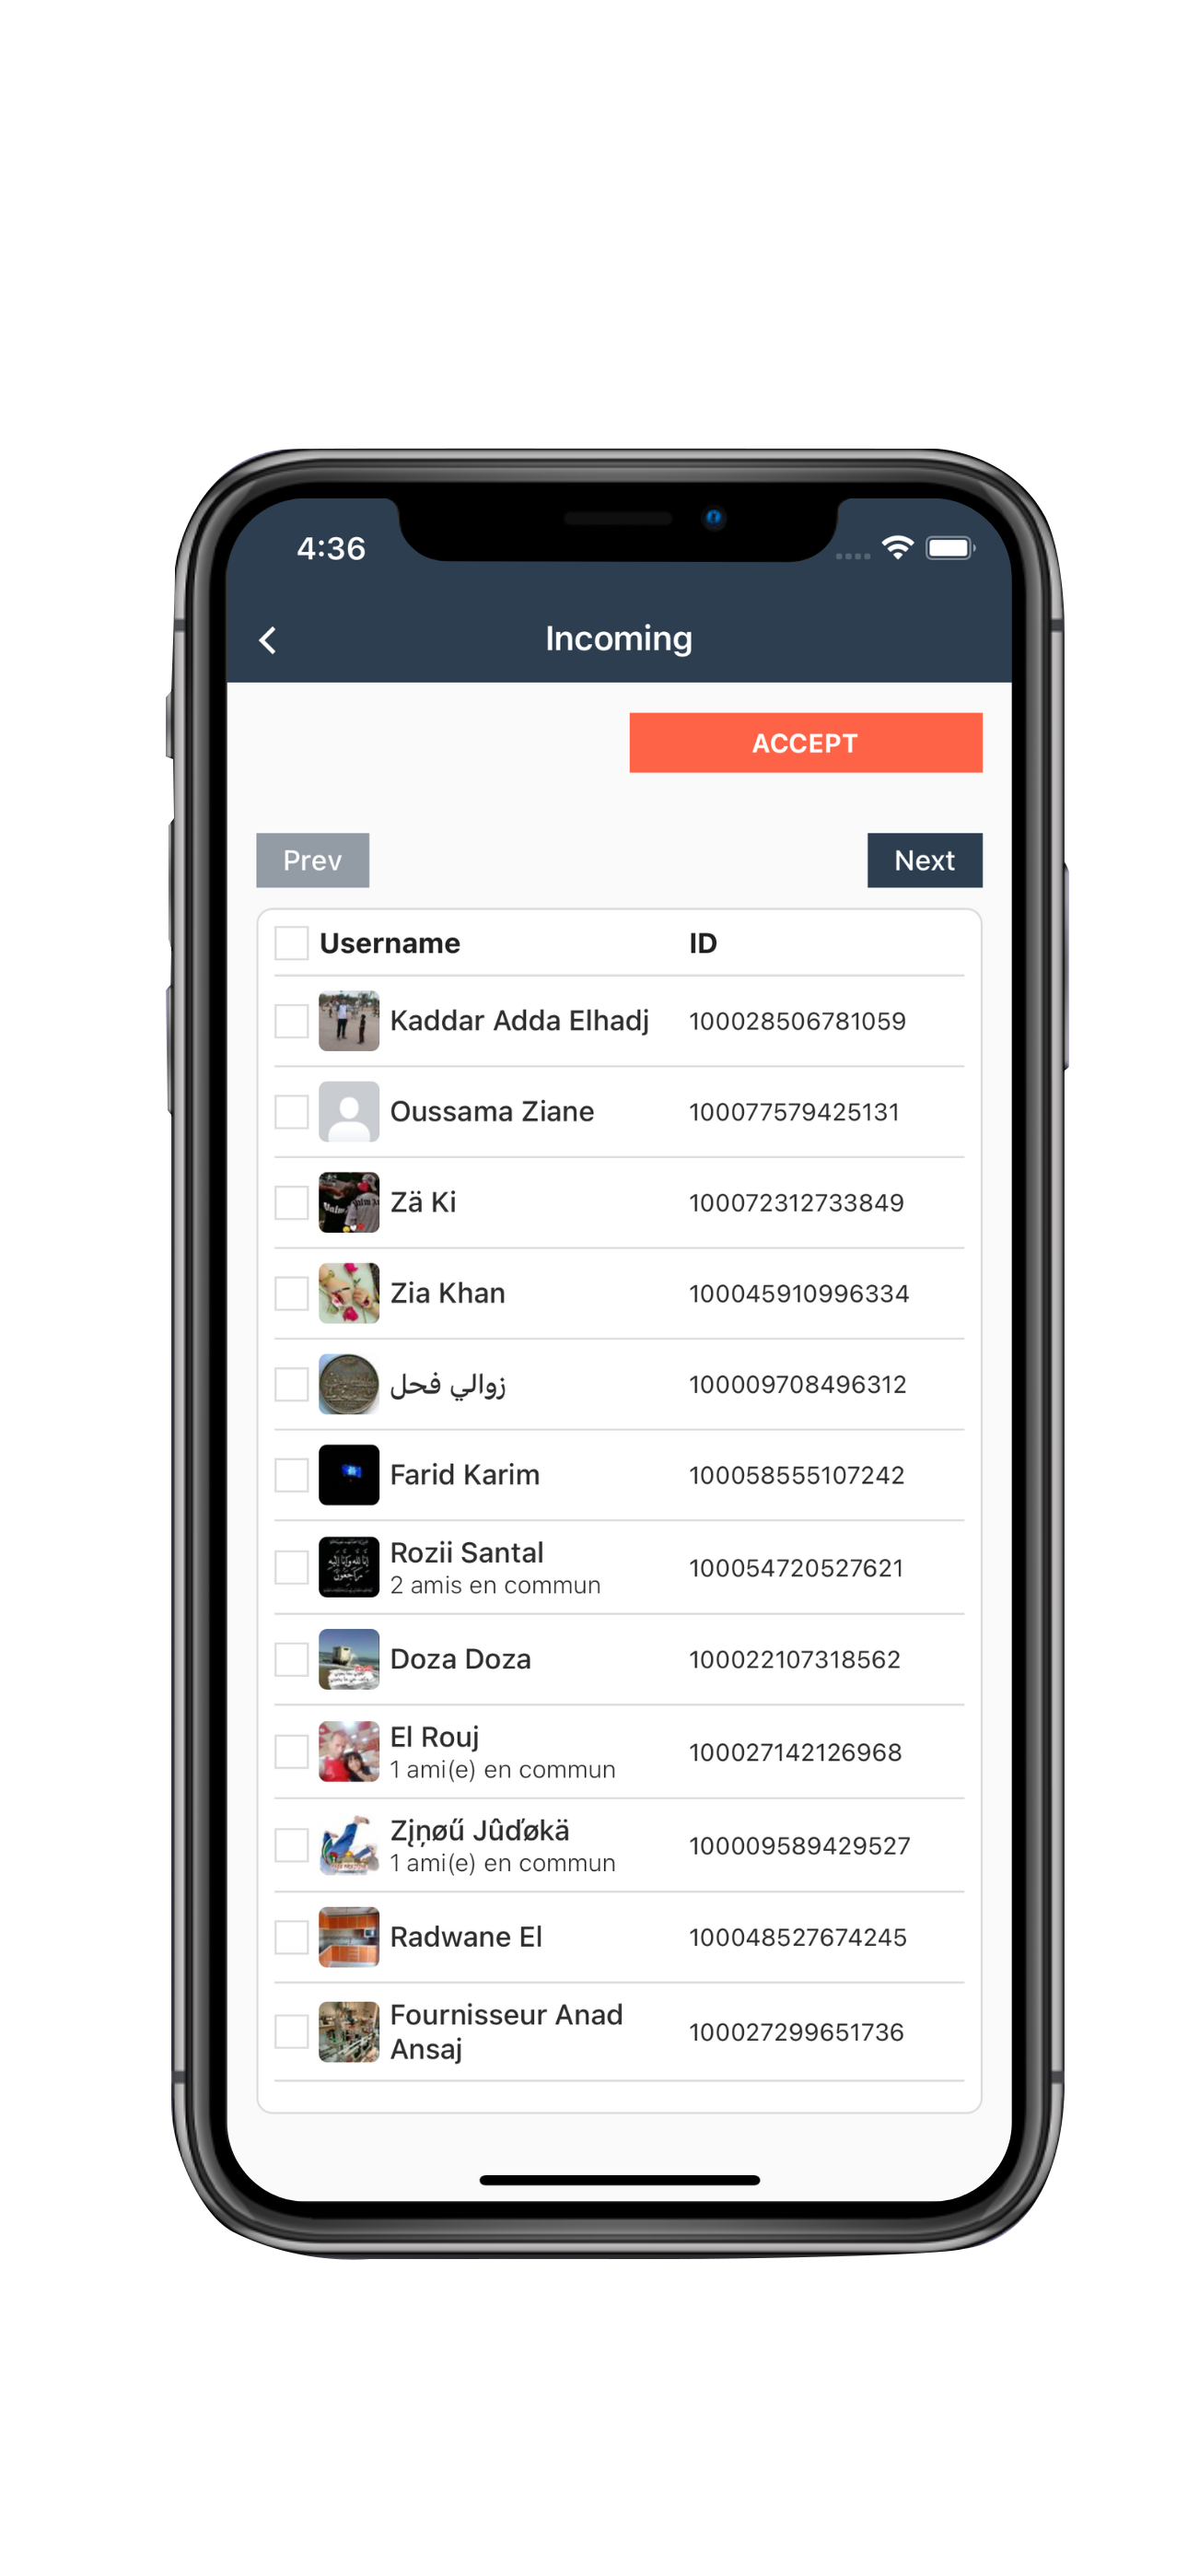 4:36
Incoming
ACCEPT
Prev
Next
Username ID
Kaddar Adda Elhadj 100028506781059
Oussama Ziane 100077579425131
Zä Ki 100072312733849
Zia Khan 100045910996334
زوالي فحل 100009708496312
Farid Karim 100058555107242
Rozii Santal
2 amis en commun
100054720527621
Doza Doza 100022107318562
El Rouj
1 ami(e) en commun
100027142126968
Zįņøű Jûďøkä
1 ami(e) en commun
100009589429527
Radwane El 100048527674245
Fournisseur Anad
Ansaj
100027299651736